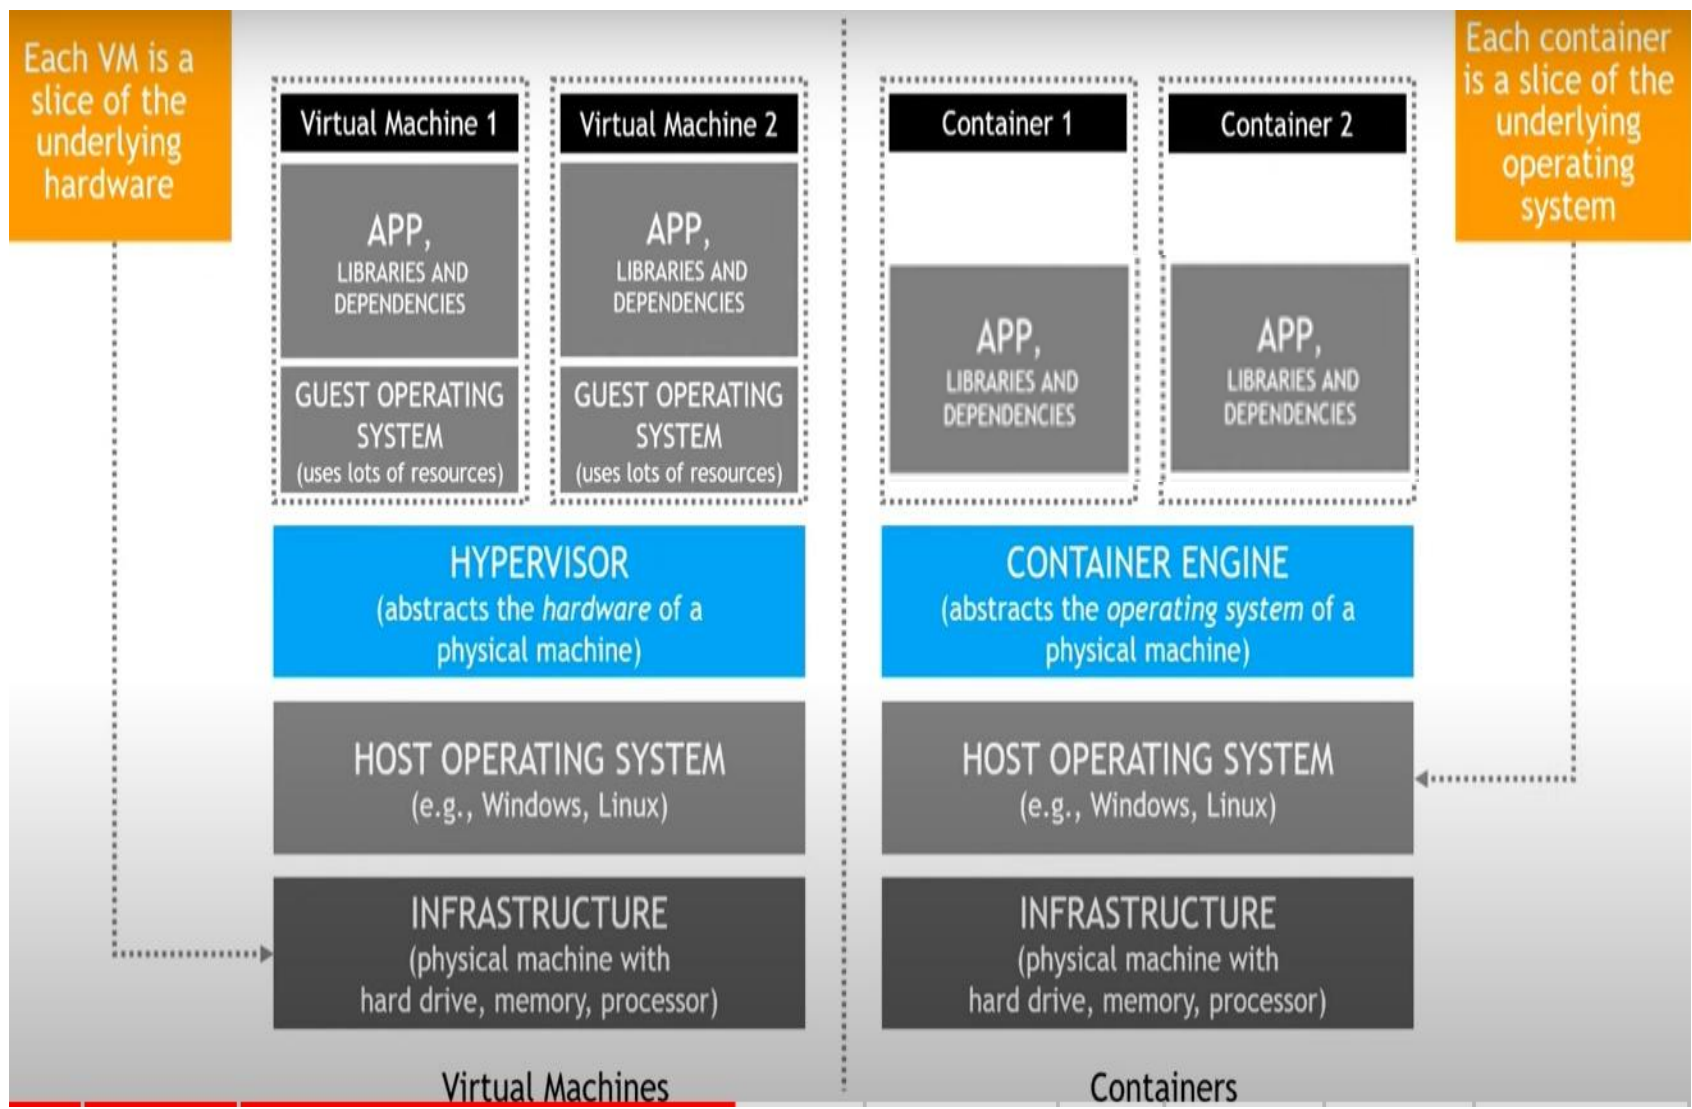 Each VM is a
slice of the
underlying
hardware
Virtual Machine 1
APP,
LIBRARIES AND
DEPENDENCIES
GUEST OPERATING
SYSTEM
(uses lots of resources)
Virtual Machine 2
APP,
LIBRARIES AND
DEPENDENCIES
GUEST OPERATING
SYSTEM
(uses lots of resources)
HYPERVISOR
(abstracts the hardware of a
physical machine)
HOST OPERATING SYSTEM
(e.g., Windows, Linux)
INFRASTRUCTURE
(physical machine with
hard drive, memory, processor)
Virtual Machines
Container 1
APP,
LIBRARIES AND
DEPENDENCIES
Container 2
APP,
LIBRARIES AND
DEPENDENCIES
CONTAINER ENGINE
(abstracts the operating system of a
physical machine)
HOST OPERATING SYSTEM
(e.g., Windows, Linux)
INFRASTRUCTURE
(physical machine with
hard drive, memory, processor)
Containers
Each container
is a slice of the
underlying
operating
system